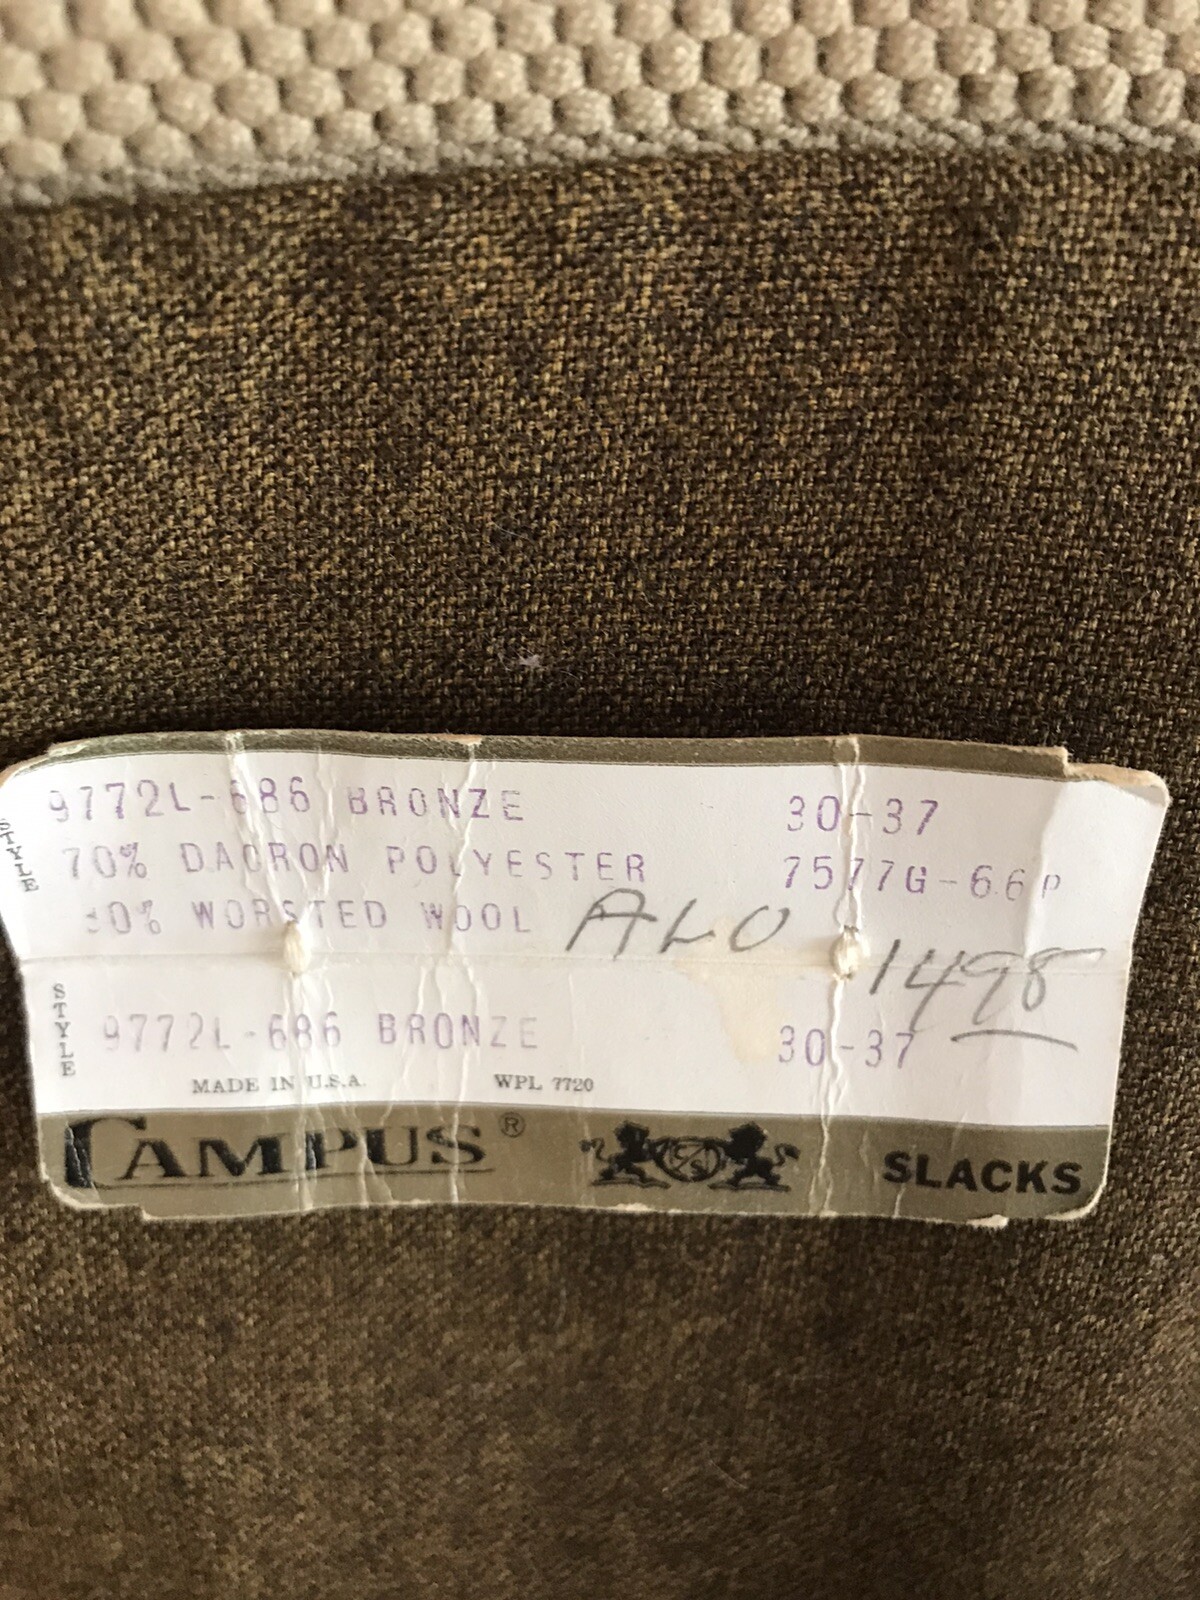 STYLE
9772L-686 BRONZE 30-37
70% DACRON POLYESTER 7577G-66P
30% WORSTED WOOL ALO
1498
STYLE
9772L-686 BRONZE 30-37
MADE IN U.S.A. WPL 7720
CAMPUS® SLACKS